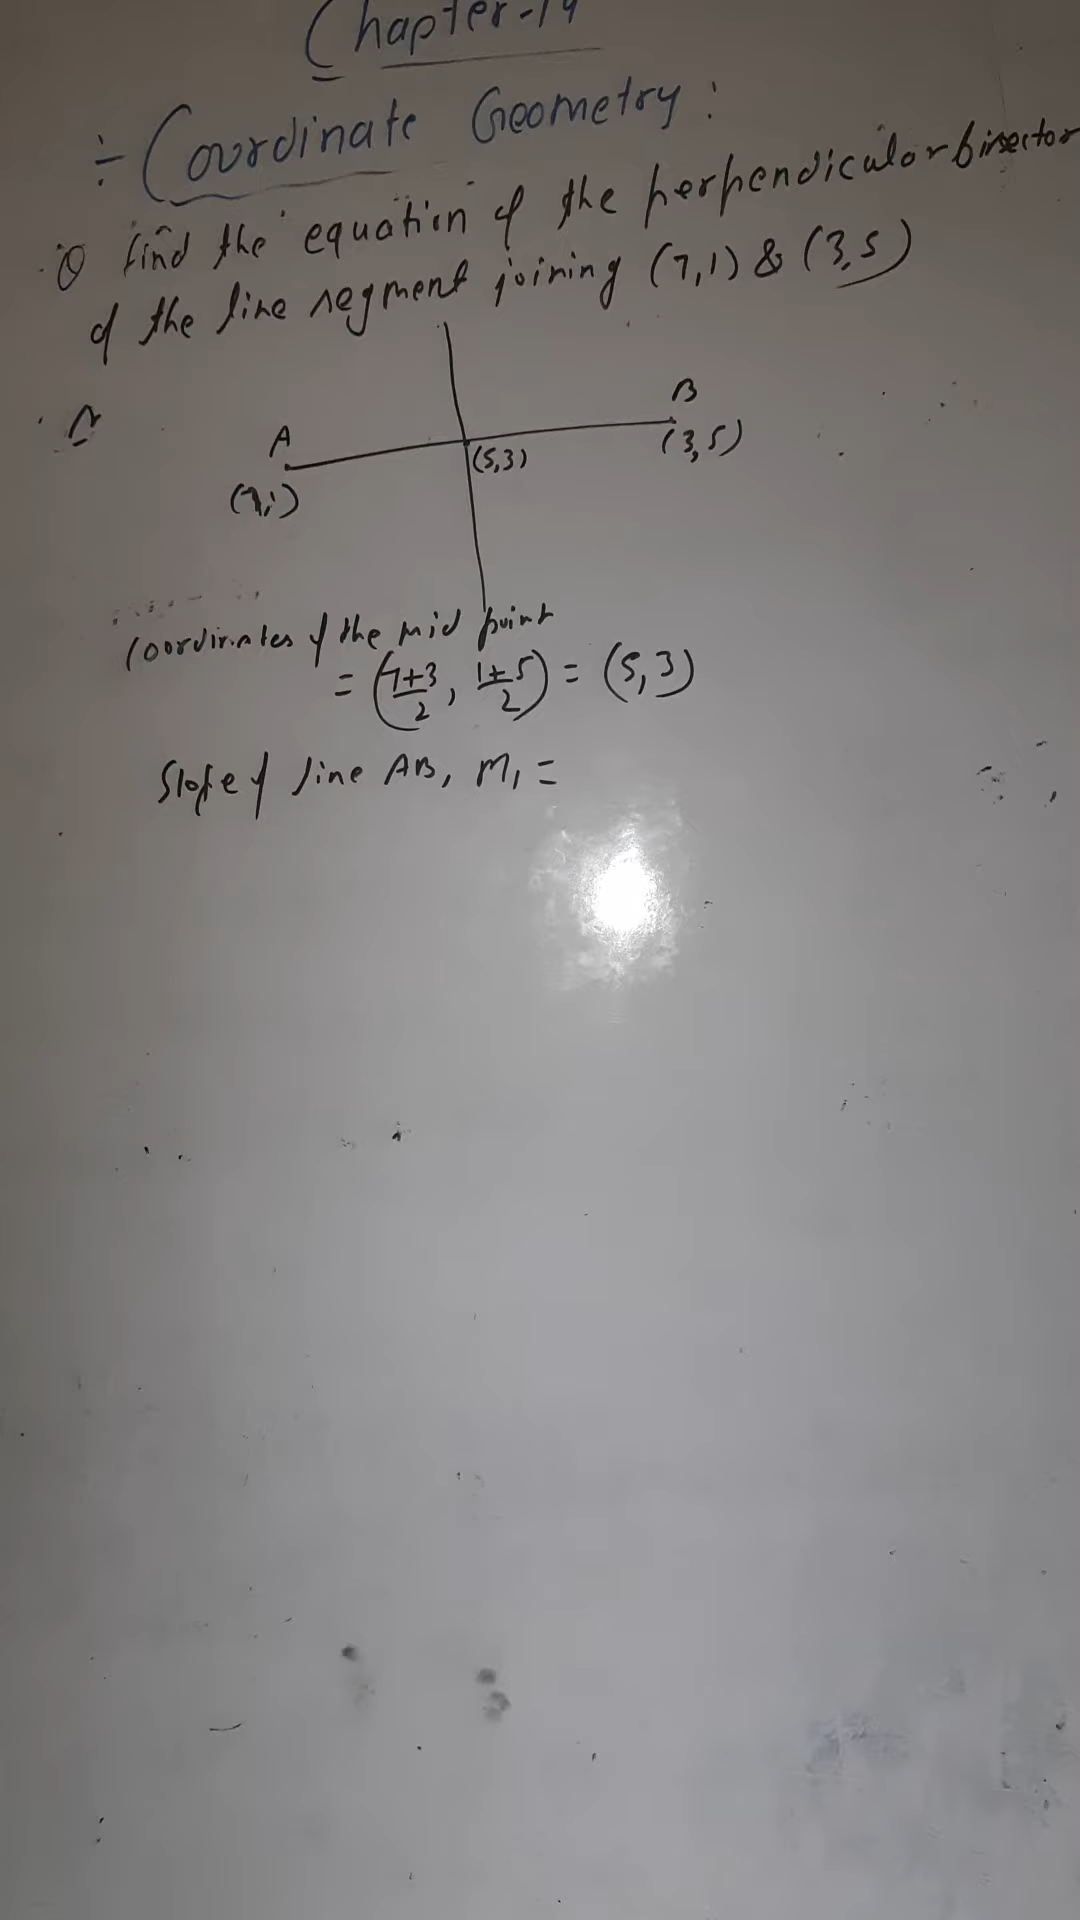 Chapter-14
÷ Coordinate Geometry:
Q find the equation of the perpendicular bisector
of the line segment joining (7,1) & (3,5)
A
B
(7,1)
(5,3)
(3,5)
Coordinates of the mid point
= (7+3/2, 1+5/2) = (5,3)
Slope of line AB, M₁ =